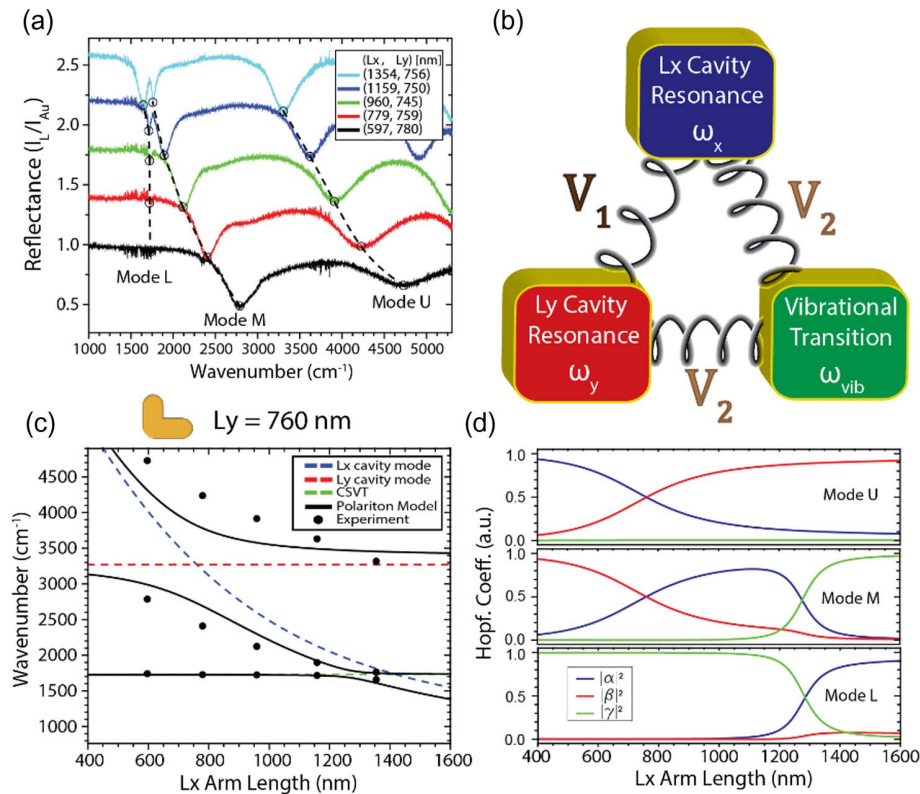 (a)
2.5
2.0
1.5
1.0
0.5
Reflectance (I_L/I_Au)
(Lx, Ly) [nm]
(1354, 756)
(1159, 750)
(960, 745)
(779, 759)
(597, 780)
Mode L
Mode M
Mode U
1000 1500 2000 2500 3000 3500 4000 4500 5000
Wavenumber (cm⁻¹)
(b)
Lx Cavity
Resonance
ω_x
V_1
V_2
Ly Cavity
Resonance
ω_y
V_2
Vibrational
Transition
ω_vib
(c)
Ly = 760 nm
4500
4000
3500
3000
2500
2000
1500
1000
Wavenumber (cm⁻¹)
Lx cavity mode
Ly cavity mode
CSVT
Polariton Model
Experiment
400 600 800 1000 1200 1400 1600
Lx Arm Length (nm)
(d)
Hopf. Coeff. (a.u.)
1.0
0.5
0.0
Mode U
1.0
0.5
0.0
Mode M
1.0
0.5
0.0
Mode L
|α|²
|β|²
|γ|²
400 600 800 1000 1200 1400 1600
Lx Arm Length (nm)